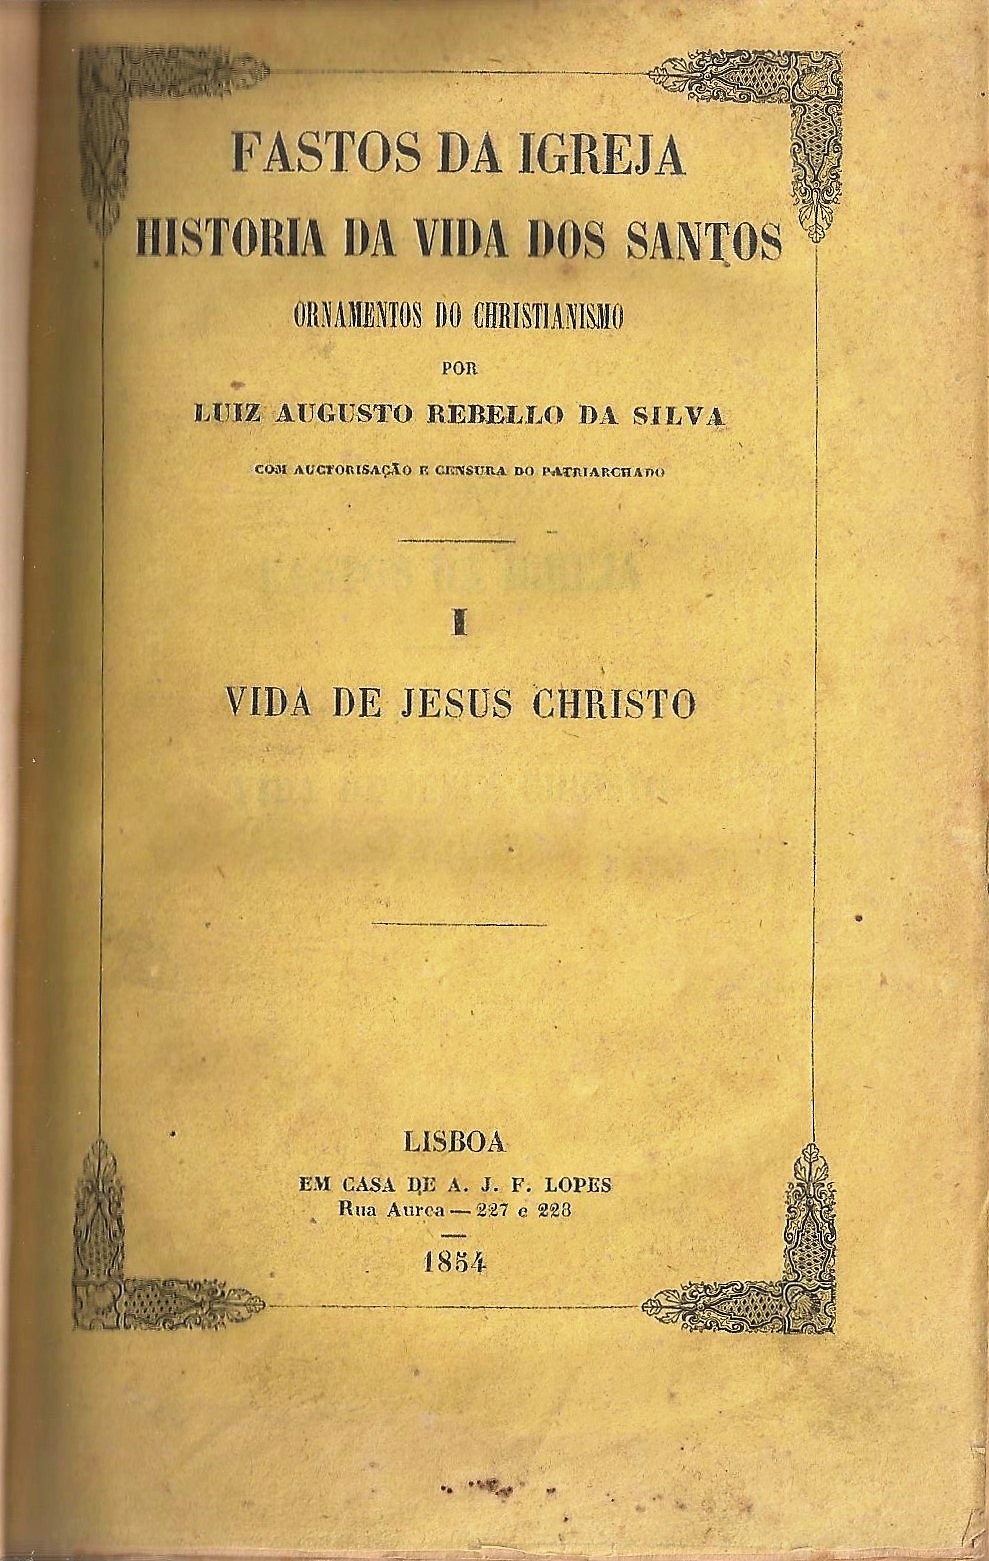 FASTOS DA IGREJA
HISTORIA DA VIDA DOS SANTOS
ORNAMENTOS DO CHRISTIANISMO
POR
LUIZ AUGUSTO REBELLO DA SILVA
COM AUCTORISAÇÃO E CENSURA DO PATRIARCHADO
I
VIDA DE JESUS CHRISTO
LISBOA
EM CASA DE A. J. F. LOPES
Rua Aurea — 227 e 228
1854